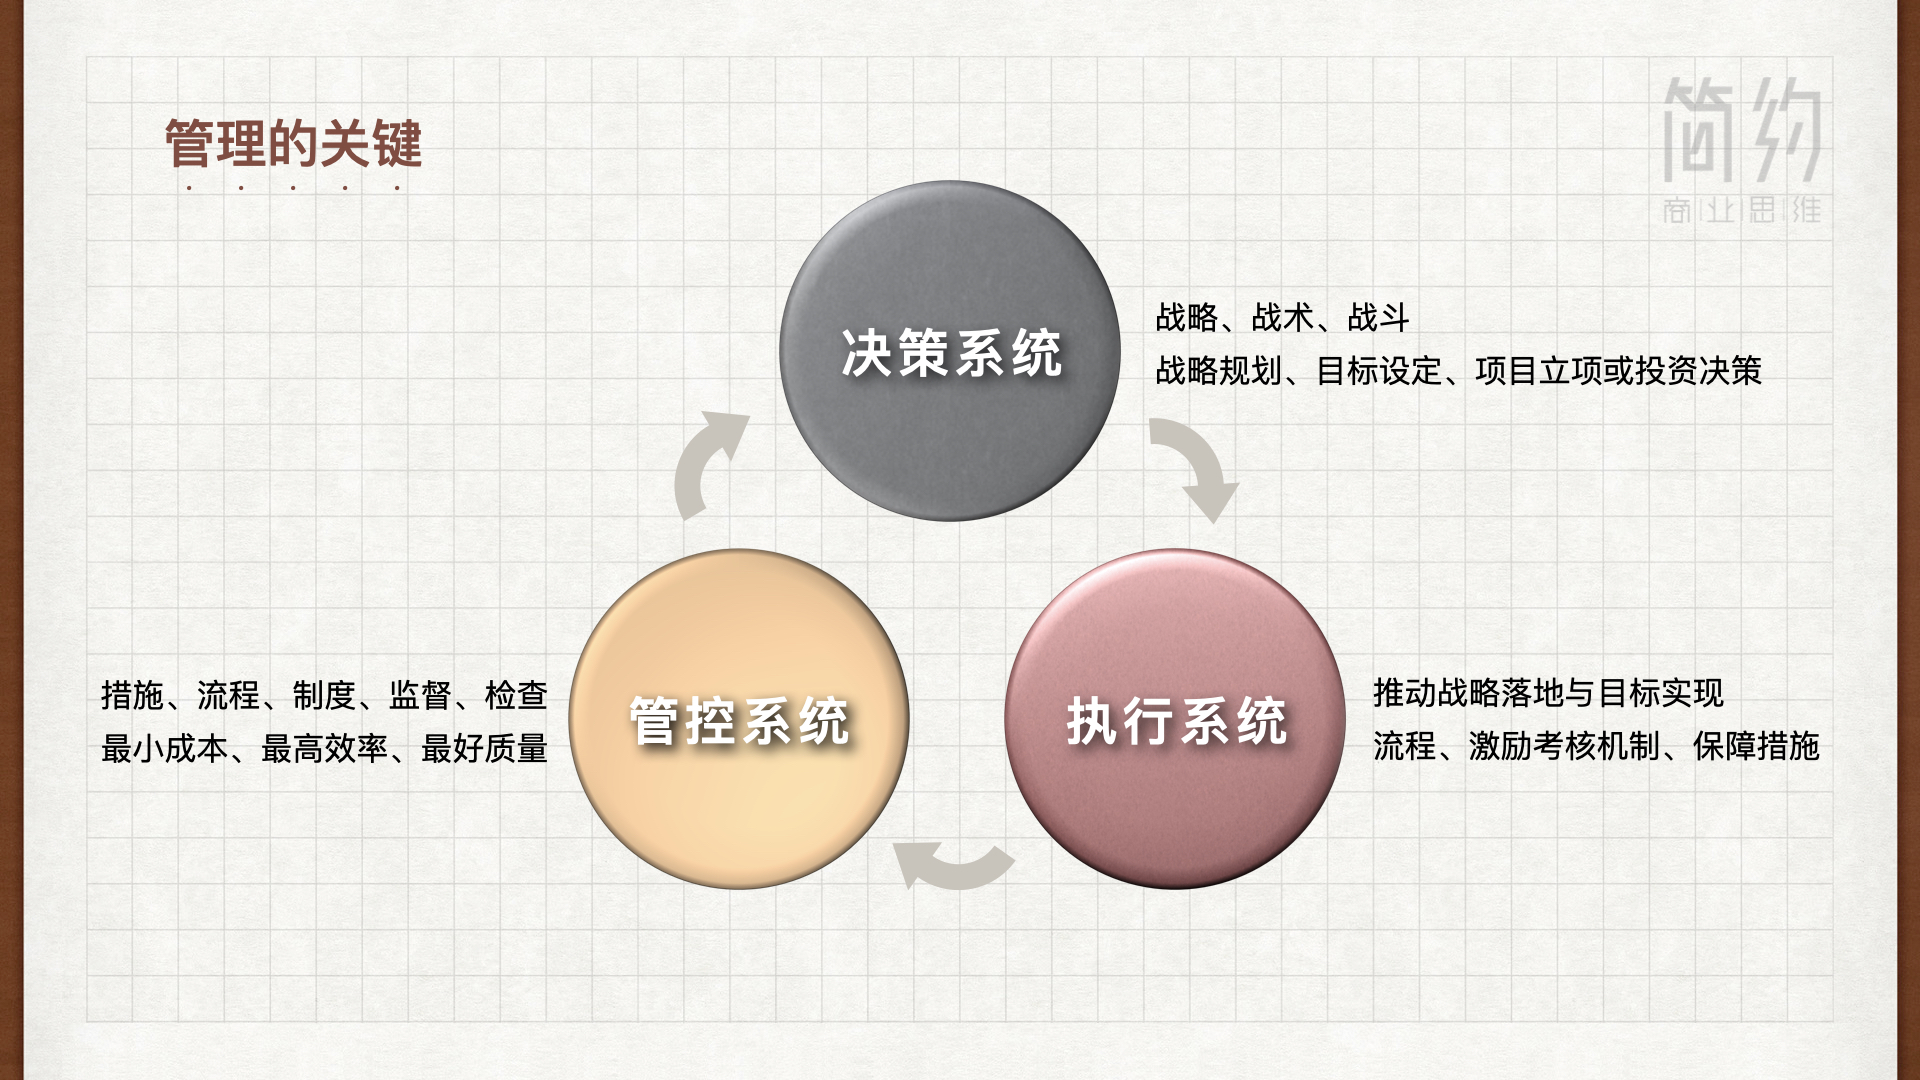 管理的关键
简约
商业思维
决策系统
战略、战术、战斗
战略规划、目标设定、项目立项或投资决策
措施、流程、制度、监督、检查
最小成本、最高效率、最好质量
管控系统
执行系统
推动战略落地与目标实现
流程、激励考核机制、保障措施